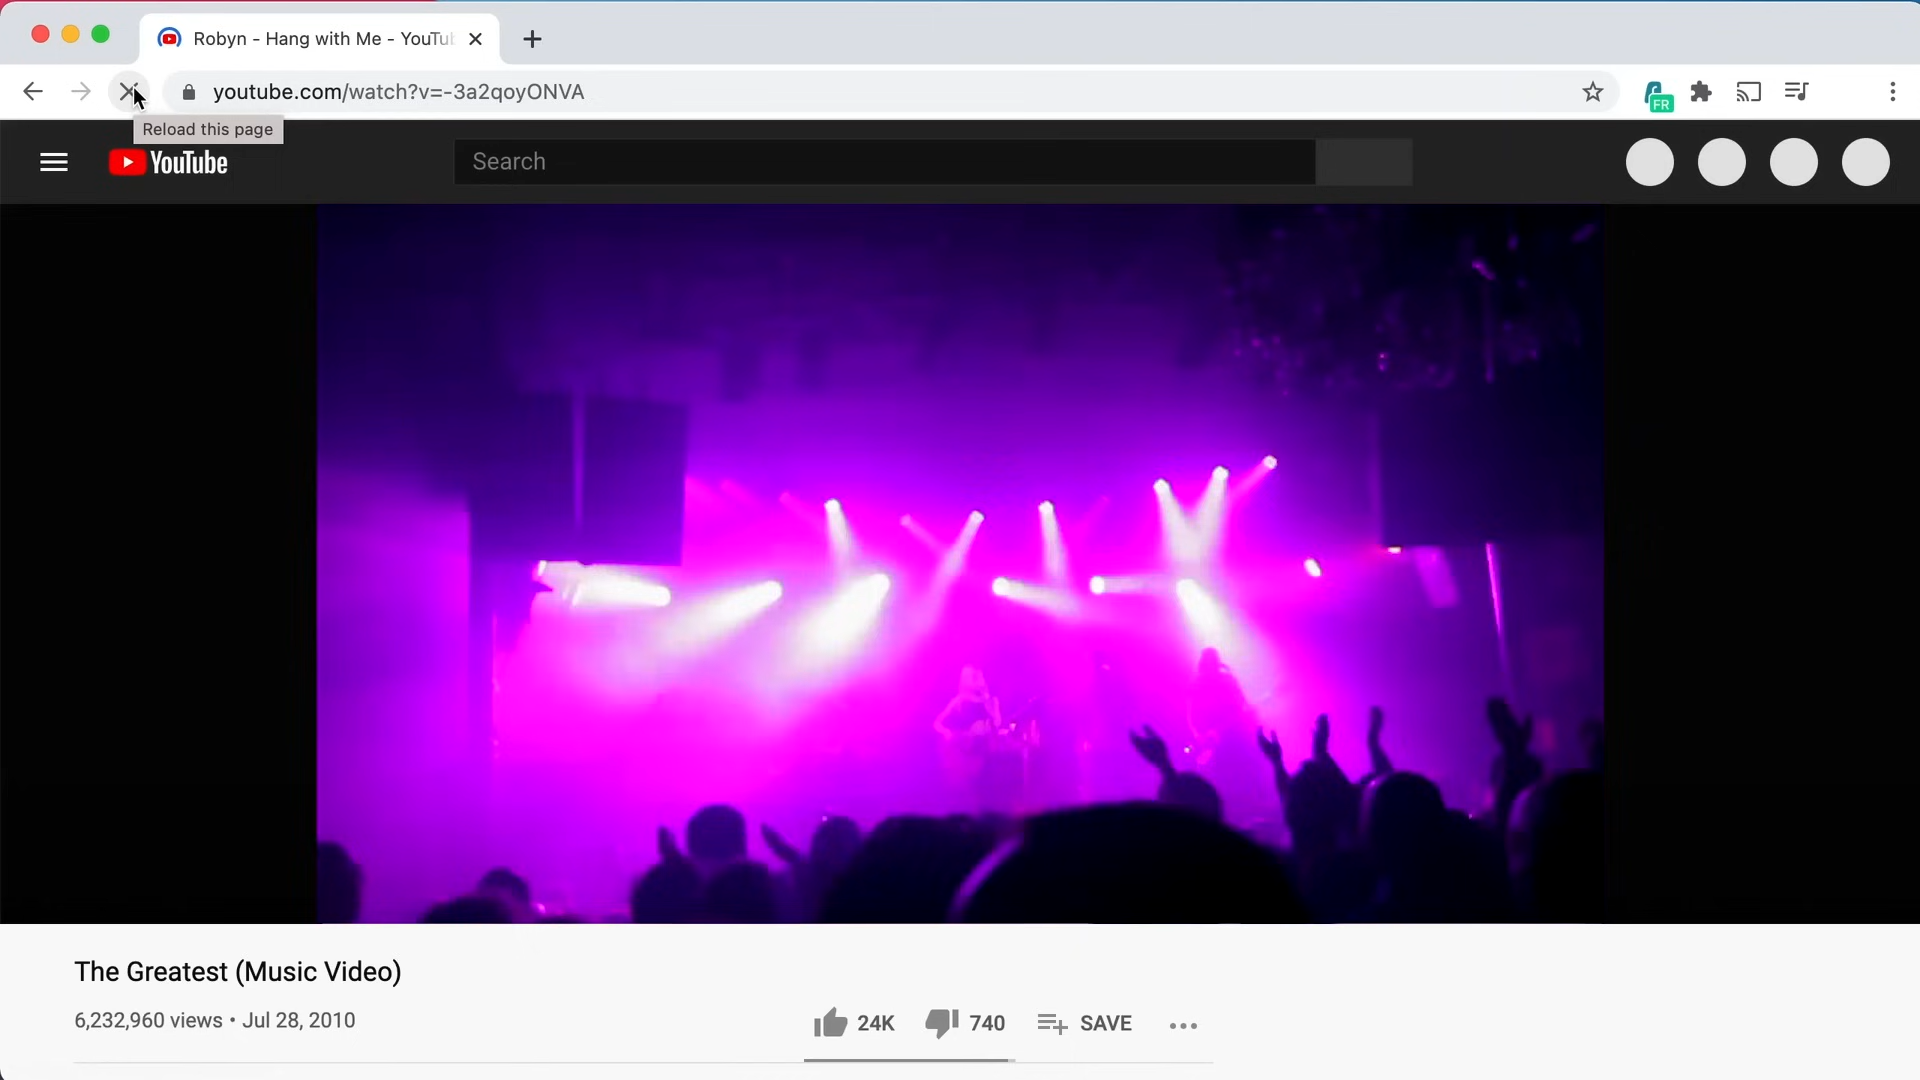 Robyn - Hang with Me - YouTu
youtube.com/watch?v=-3a2qoyONVA
FR
Reload this page
YouTube
Search
The Greatest (Music Video)
6,232,960 views • Jul 28, 2010
24K
740
SAVE